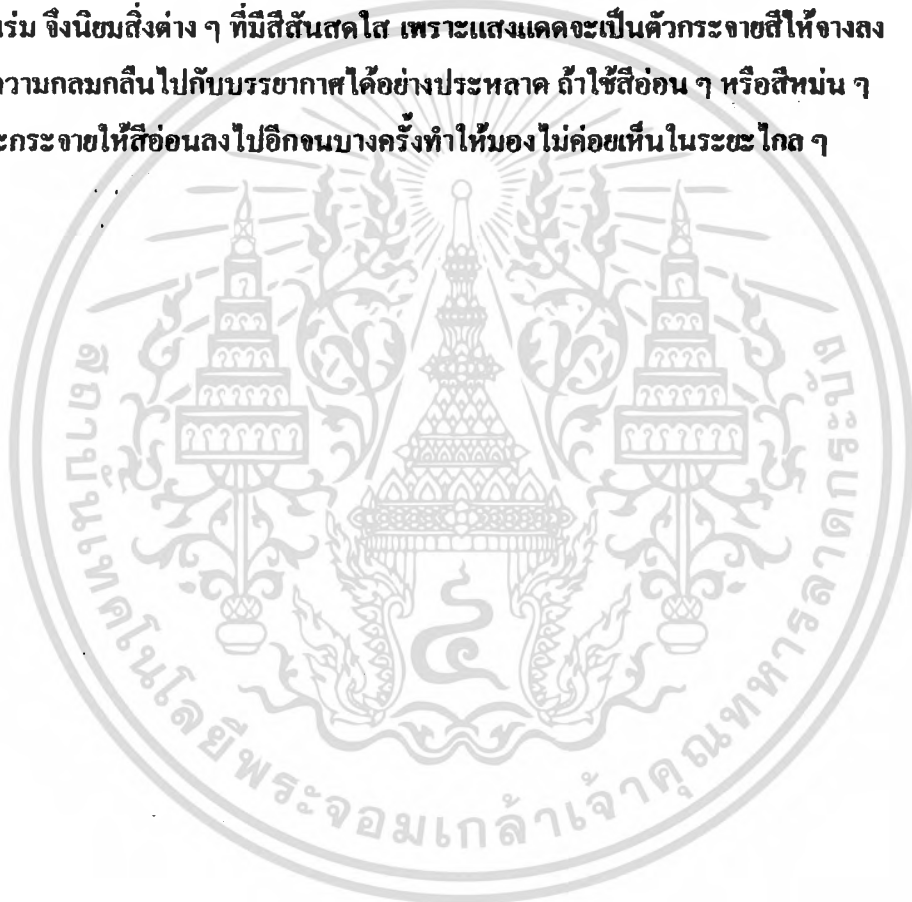 ร่ม จึงนิยมสิ่งต่าง ๆ ที่มีสีสันสดใส เพราะแสงแดดจะเป็นตัวกระจายสีให้จางลง
ความกลมกลืนไปกับบรรยากาศได้อย่างประหลาด ถ้าใช้สีอ่อน ๆ หรือสีหม่น ๆ
กระจายให้สีอ่อนลงไปอีกจนบางครั้งทำให้มองไม่ค่อยเห็นในระยะไกล ๆ
สถาบันเทคโนโลยีพระจอมเกล้าเจ้าคุณทหารลาดกระบัง
๔